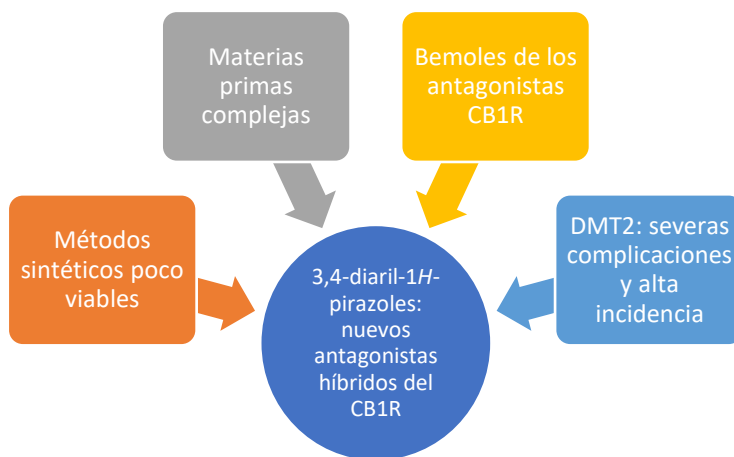 Materias
primas
complejas
Bemoles de los
antagonistas
CB1R
Métodos
sintéticos poco
viables
3,4-diaril-1H-
pirazoles:
nuevos
antagonistas
híbridos del
CB1R
DMT2: severas
complicaciones
y alta
incidencia